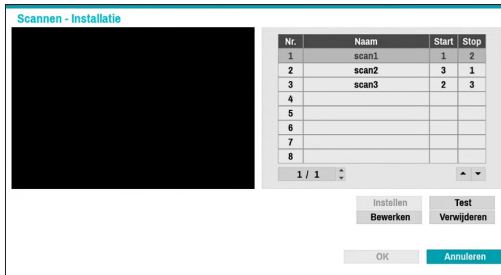 Scannen - Installatie
Nr. Naam Start Stop
1 scan1 1 2
2 scan2 3 1
3 scan3 2 3
4
5
6
7
8
1 / 1
Instellen Test
Bewerken Verwijderen
OK Annuleren